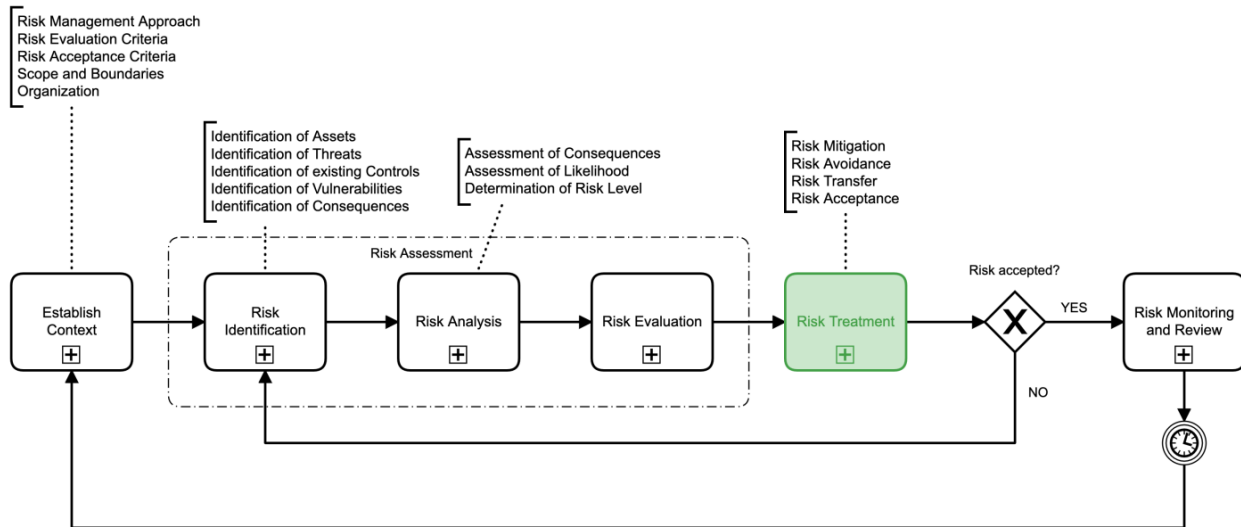 Risk Management Approach
Risk Evaluation Criteria
Risk Acceptance Criteria
Scope and Boundaries
Organization
Identification of Assets
Identification of Threats
Identification of existing Controls
Identification of Vulnerabilities
Identification of Consequences
Assessment of Consequences
Assessment of Likelihood
Determination of Risk Level
Risk Mitigation
Risk Avoidance
Risk Transfer
Risk Acceptance
Risk Assessment
Establish
Context
Risk
Identification
Risk Analysis
Risk Evaluation
Risk Treatment
Risk accepted?
YES
NO
Risk Monitoring
and Review